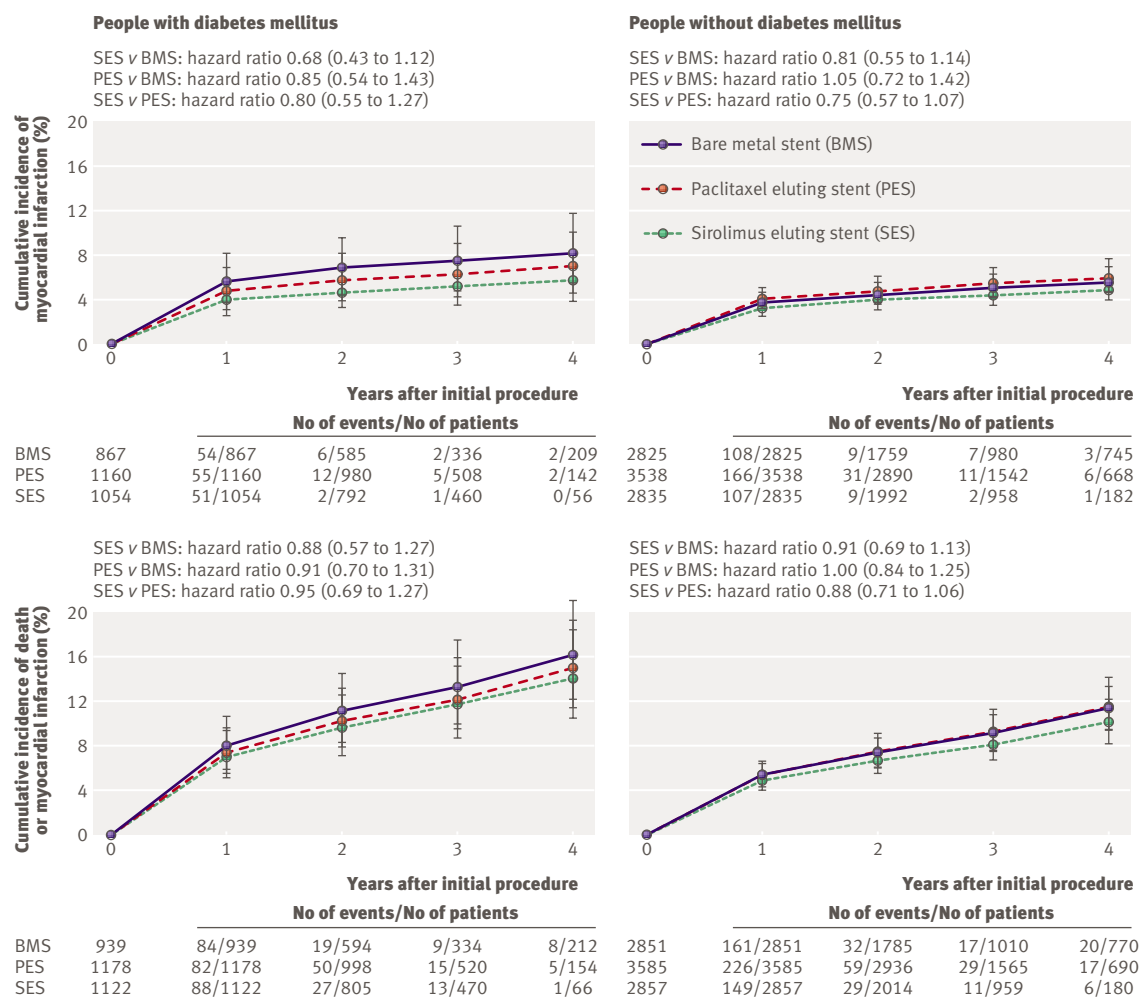 People with diabetes mellitus
SES v BMS: hazard ratio 0.68 (0.43 to 1.12)
PES v BMS: hazard ratio 0.85 (0.54 to 1.43)
SES v PES: hazard ratio 0.80 (0.55 to 1.27)
People without diabetes mellitus
SES v BMS: hazard ratio 0.81 (0.55 to 1.14)
PES v BMS: hazard ratio 1.05 (0.72 to 1.42)
SES v PES: hazard ratio 0.75 (0.57 to 1.07)
Cumulative incidence of
myocardial infarction (%)
20
16
12
8
4
0
0 1 2 3 4
Years after initial procedure
Bare metal stent (BMS)
Paclitaxel eluting stent (PES)
Sirolimus eluting stent (SES)
0 1 2 3 4
Years after initial procedure
No of events/No of patients
No of events/No of patients
BMS 867 54/867 6/585 2/336 2/209 2825 108/2825 9/1759 7/980 3/745
PES 1160 55/1160 12/980 5/508 2/142 3538 166/3538 31/2890 11/1542 6/668
SES 1054 51/1054 2/792 1/460 0/56 2835 107/2835 9/1992 2/958 1/182
SES v BMS: hazard ratio 0.88 (0.57 to 1.27)
PES v BMS: hazard ratio 0.91 (0.70 to 1.31)
SES v PES: hazard ratio 0.95 (0.69 to 1.27)
SES v BMS: hazard ratio 0.91 (0.69 to 1.13)
PES v BMS: hazard ratio 1.00 (0.84 to 1.25)
SES v PES: hazard ratio 0.88 (0.71 to 1.06)
Cumulative incidence of death
or myocardial infarction (%)
20
16
12
8
4
0
0 1 2 3 4
Years after initial procedure
0 1 2 3 4
Years after initial procedure
No of events/No of patients
No of events/No of patients
BMS 939 84/939 19/594 9/334 8/212 2851 161/2851 32/1785 17/1010 20/770
PES 1178 82/1178 50/998 15/520 5/154 3585 226/3585 59/2936 29/1565 17/690
SES 1122 88/1122 27/805 13/470 1/66 2857 149/2857 29/2014 11/959 6/180